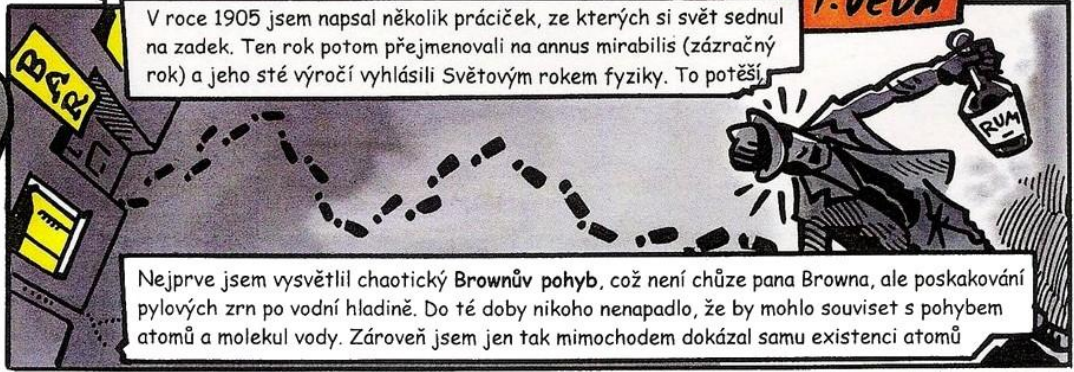 1. VĚDA
V roce 1905 jsem napsal několik práciček, ze kterých si svět sednul
na zadek. Ten rok potom přejmenovali na annus mirabilis (zázračný
rok) a jeho sté výročí vyhlásili Světovým rokem fyziky. To potěší,
BAR
RUM
Nejprve jsem vysvětlil chaotický Brownův pohyb, což není chůze pana Browna, ale poskakování
pylových zrn po vodní hladině. Do té doby nikoho nenapadlo, že by mohlo souviset s pohybem
atomů a molekul vody. Zároveň jsem jen tak mimochodem dokázal samu existenci atomů